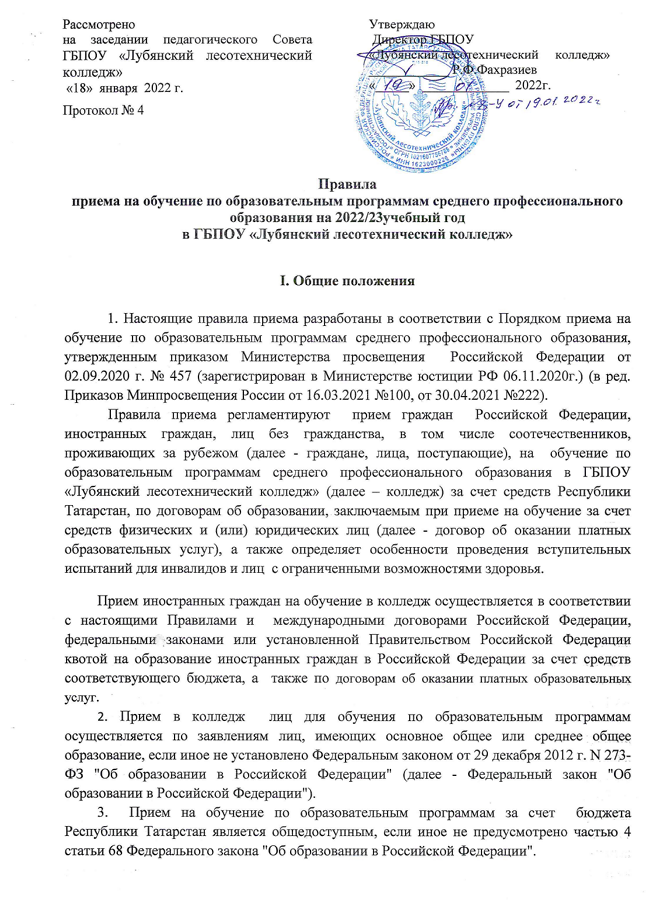 Рассмотрено
на заседании педагогического Совета
ГБПОУ «Лубянский лесотехнический
колледж»
«18» января 2022 г.
Протокол № 4
Утверждаю
Директор ГБПОУ
«Лубянский лесотехнический колледж»
Р.Ф.Фахразиев
« 19 » 01 2022г.
от 19.01.2022г
Лубянский лесотехнический колледж
Правила
приема на обучение по образовательным программам среднего профессионального
образования на 2022/23учебный год
в ГБПОУ «Лубянский лесотехнический колледж»
I. Общие положения
1. Настоящие правила приема разработаны в соответствии с Порядком приема на
обучение по образовательным программам среднего профессионального образования,
утвержденным приказом Министерства просвещения Российской Федерации от
02.09.2020 г. № 457 (зарегистрирован в Министерстве юстиции РФ 06.11.2020г.) (в ред.
Приказов Минпросвещения России от 16.03.2021 №100, от 30.04.2021 №222).
Правила приема регламентируют прием граждан Российской Федерации,
иностранных граждан, лиц без гражданства, в том числе соотечественников,
проживающих за рубежом (далее - граждане, лица, поступающие), на обучение по
образовательным программам среднего профессионального образования в ГБПОУ
«Лубянский лесотехнический колледж» (далее – колледж) за счет средств Республики
Татарстан, по договорам об образовании, заключаемым при приеме на обучение за счет
средств физических и (или) юридических лиц (далее - договор об оказании платных
образовательных услуг), а также определяет особенности проведения вступительных
испытаний для инвалидов и лиц с ограниченными возможностями здоровья.
Прием иностранных граждан на обучение в колледж осуществляется в соответствии
с настоящими Правилами и международными договорами Российской Федерации,
федеральными законами или установленной Правительством Российской Федерации
квотой на образование иностранных граждан в Российской Федерации за счет средств
соответствующего бюджета, а также по договорам об оказании платных образовательных
услуг.
2. Прием в колледж лиц для обучения по образовательным программам
осуществляется по заявлениям лиц, имеющих основное общее или среднее общее
образование, если иное не установлено Федеральным законом от 29 декабря 2012 г. N 273-
ФЗ "Об образовании в Российской Федерации" (далее - Федеральный закон "Об
образовании в Российской Федерации").
3. Прием на обучение по образовательным программам за счет бюджета
Республики Татарстан является общедоступным, если иное не предусмотрено частью 4
статьи 68 Федерального закона "Об образовании в Российской Федерации".